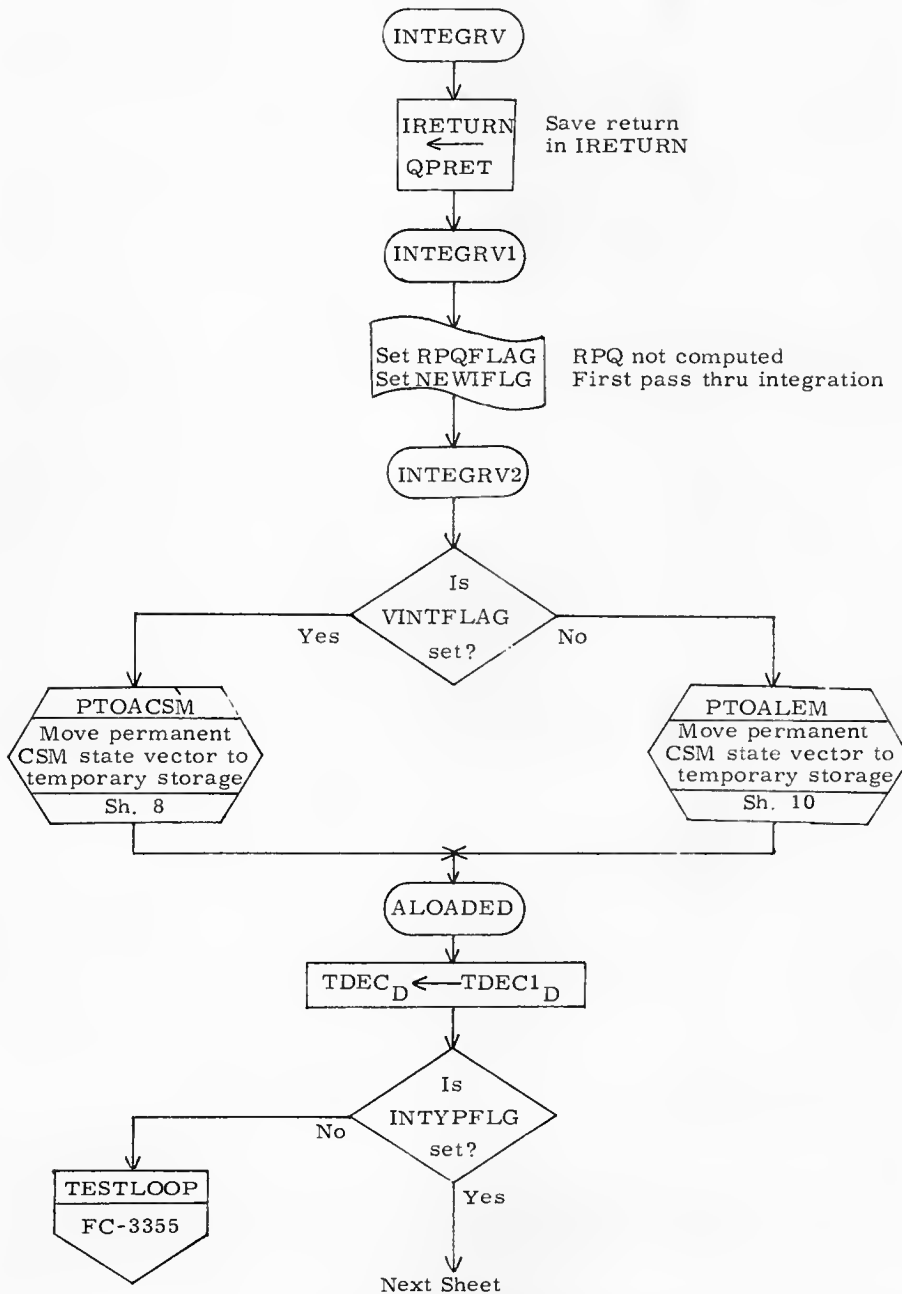 INTEGRV
IRETURN
QPRET
Save return
in IRETURN
INTEGRV1
Set RPQFLAG
Set NEWIFLG
RPQ not computed
First pass thru integration
INTEGRV2
Is
VINTFLAG
set?
Yes
No
PTOACSM
Move permanent
CSM state vector to
temporary storage
Sh. 8
PTOALEM
Move permanent
CSM state vector to
temporary storage
Sh. 10
ALOADED
TDEC D ← TDEC1 D
Is
INTYPFLG
set?
No
Yes
TESTLOOP
FC-3355
Next Sheet